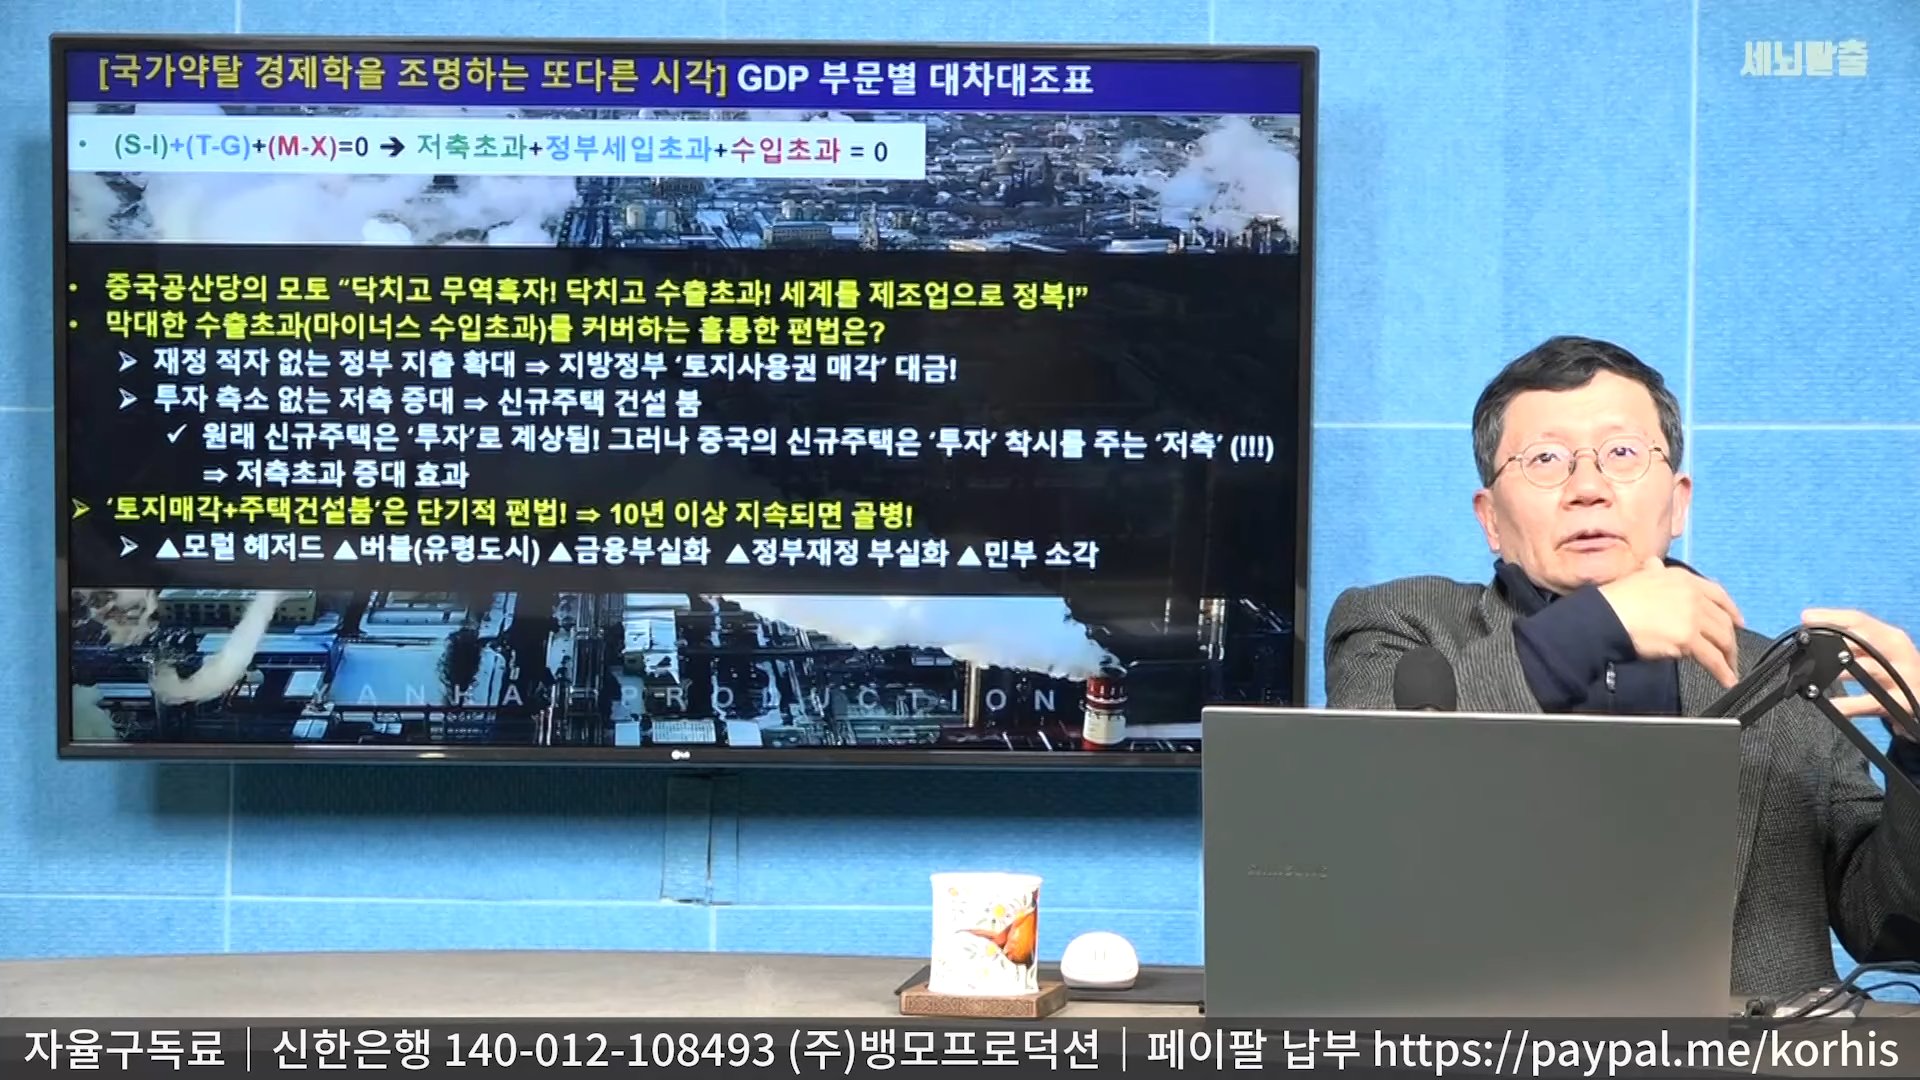 세뇌탈출
[국가약탈 경제학을 조명하는 또다른 시각] GDP 부문별 대차대조표
• (S-I)+(T-G)+(M-X)=0 ➔ 저축초과+정부세입초과+수입초과 = 0
• 중국공산당의 모토 “닥치고 무역흑자! 닥치고 수출초과! 세계를 제조업으로 정복!”
• 막대한 수출초과(마이너스 수입초과)를 커버하는 훌륭한 편법은?
➢ 재정 적자 없는 정부 지출 확대 ⇒ 지방정부 ‘토지사용권 매각’ 대금!
➢ 투자 축소 없는 저축 증대 ⇒ 신규주택 건설 붐
✓ 원래 신규주택은 ‘투자’로 계상됨! 그러나 중국의 신규주택은 ‘투자’ 착시를 주는 ‘저축’ (!!!)
⇒ 저축초과 증대 효과
➢ ‘토지매각+주택건설붐’은 단기적 편법! ⇒ 10년 이상 지속되면 골병!
➢ ▲모럴 헤저드 ▲버블(유령도시) ▲금융부실화 ▲정부재정 부실화 ▲민부 소각
PRODUCTION
LG
SAMSUNG
자율구독료｜신한은행 140-012-108493 (주)뱅모프로덕션｜페이팔 납부 https://paypal.me/korhis